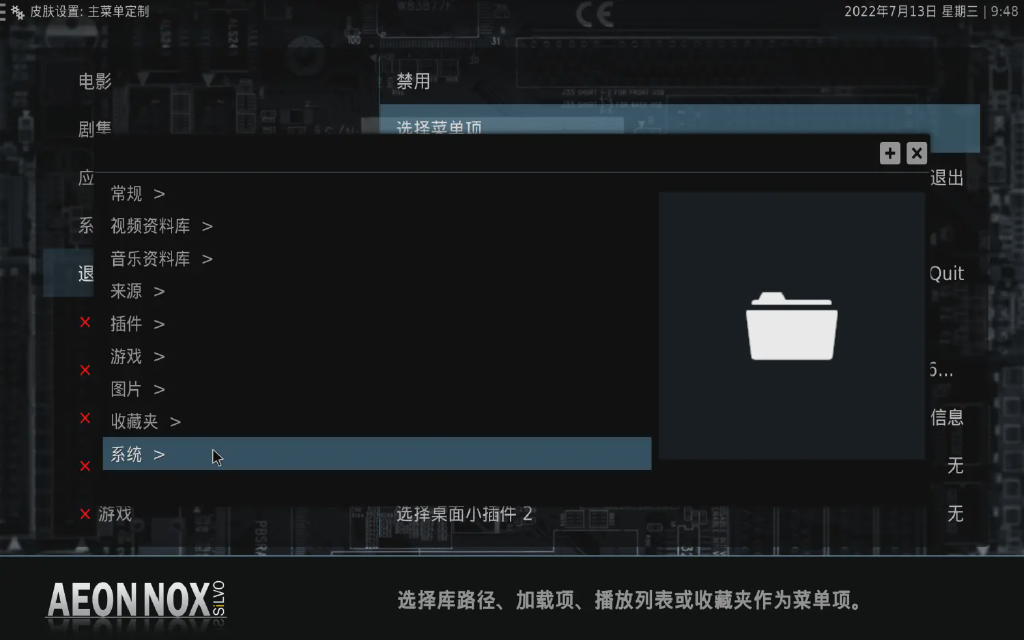 皮肤设置: 主菜单定制
2022年7月13日 星期三 | 9:48
电影
禁用
剧集
选择菜单项
应
退出
常规 >
系
视频资料库 >
音乐资料库 >
退
Quit
来源 >
插件 >
游戏 >
6...
图片 >
收藏夹 >
信息
系统 >
无
游戏
选择桌面小插件 2
无
AEON NOX SiLVO
选择库路径、加载项、播放列表或收藏夹作为菜单项。